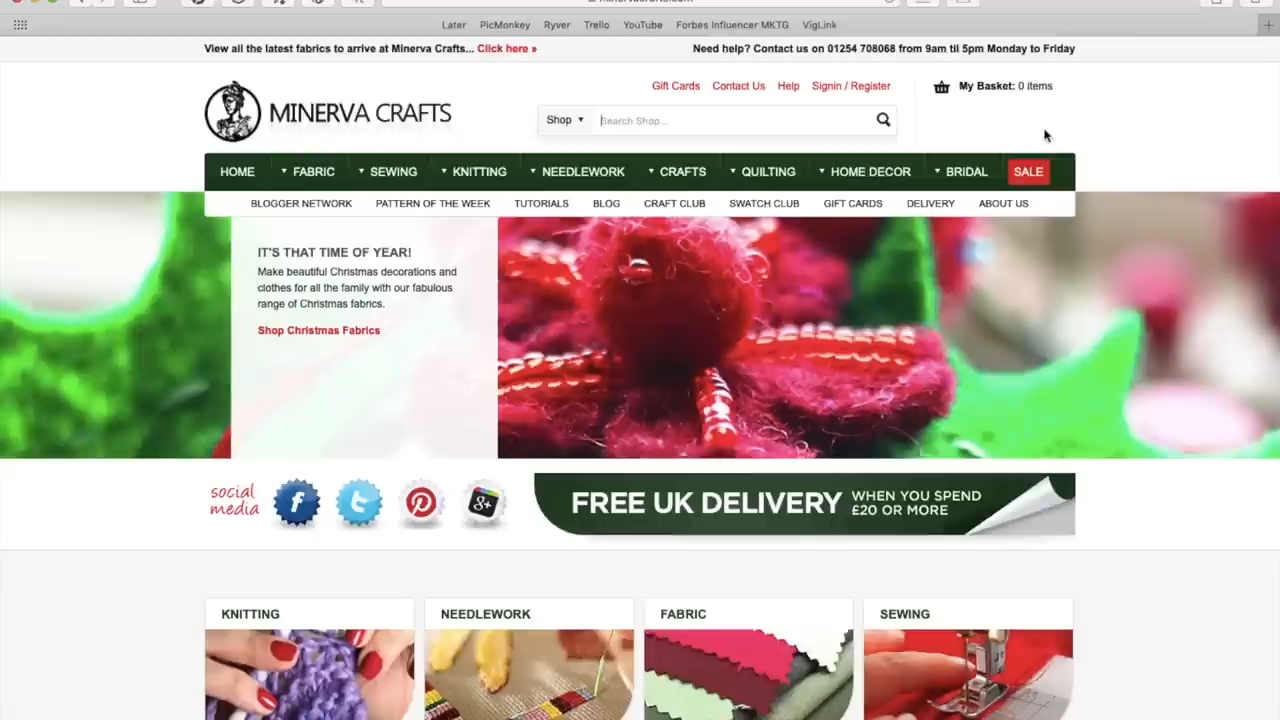 Later PicMonkey Ryver Trello YouTube Forbes Influencer MKTG VigLink
View all the latest fabrics to arrive at Minerva Crafts... Click here »
Need help? Contact us on 01254 708068 from 9am til 5pm Monday to Friday
Gift Cards Contact Us Help Signin / Register
My Basket: 0 items
MINERVA CRAFTS
Shop Search Shop...
HOME FABRIC SEWING KNITTING NEEDLEWORK CRAFTS QUILTING HOME DECOR BRIDAL SALE
BLOGGER NETWORK PATTERN OF THE WEEK TUTORIALS BLOG CRAFT CLUB SWATCH CLUB GIFT CARDS DELIVERY ABOUT US
IT'S THAT TIME OF YEAR!
Make beautiful Christmas decorations and
clothes for all the family with our fabulous
range of Christmas fabrics.
Shop Christmas Fabrics
social
media
FREE UK DELIVERY
WHEN YOU SPEND
£20 OR MORE
KNITTING NEEDLEWORK FABRIC SEWING